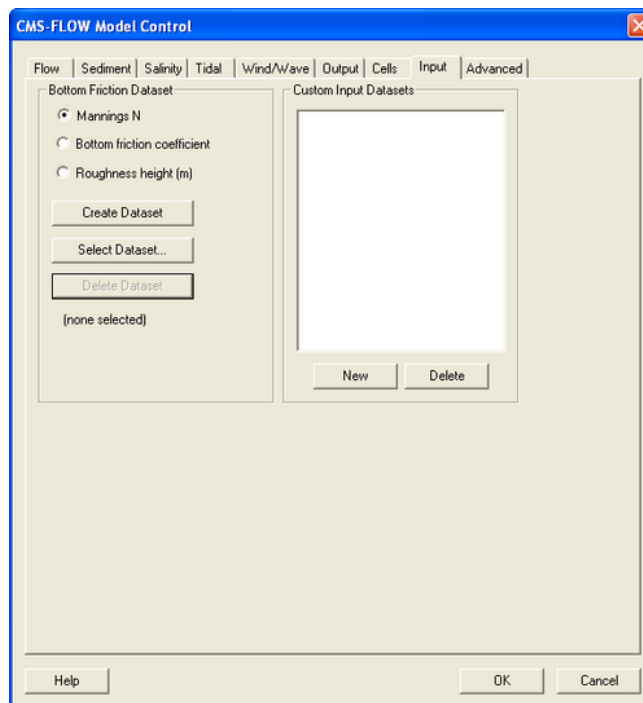 CMS-FLOW Model Control
Flow Sediment Salinity Tidal Wind/Wave Output Cells Input Advanced
Bottom Friction Dataset
Mannings N
Bottom friction coefficient
Roughness height (m)
Create Dataset
Select Dataset...
Delete Dataset
(none selected)
Custom Input Datasets
New Delete
Help OK Cancel